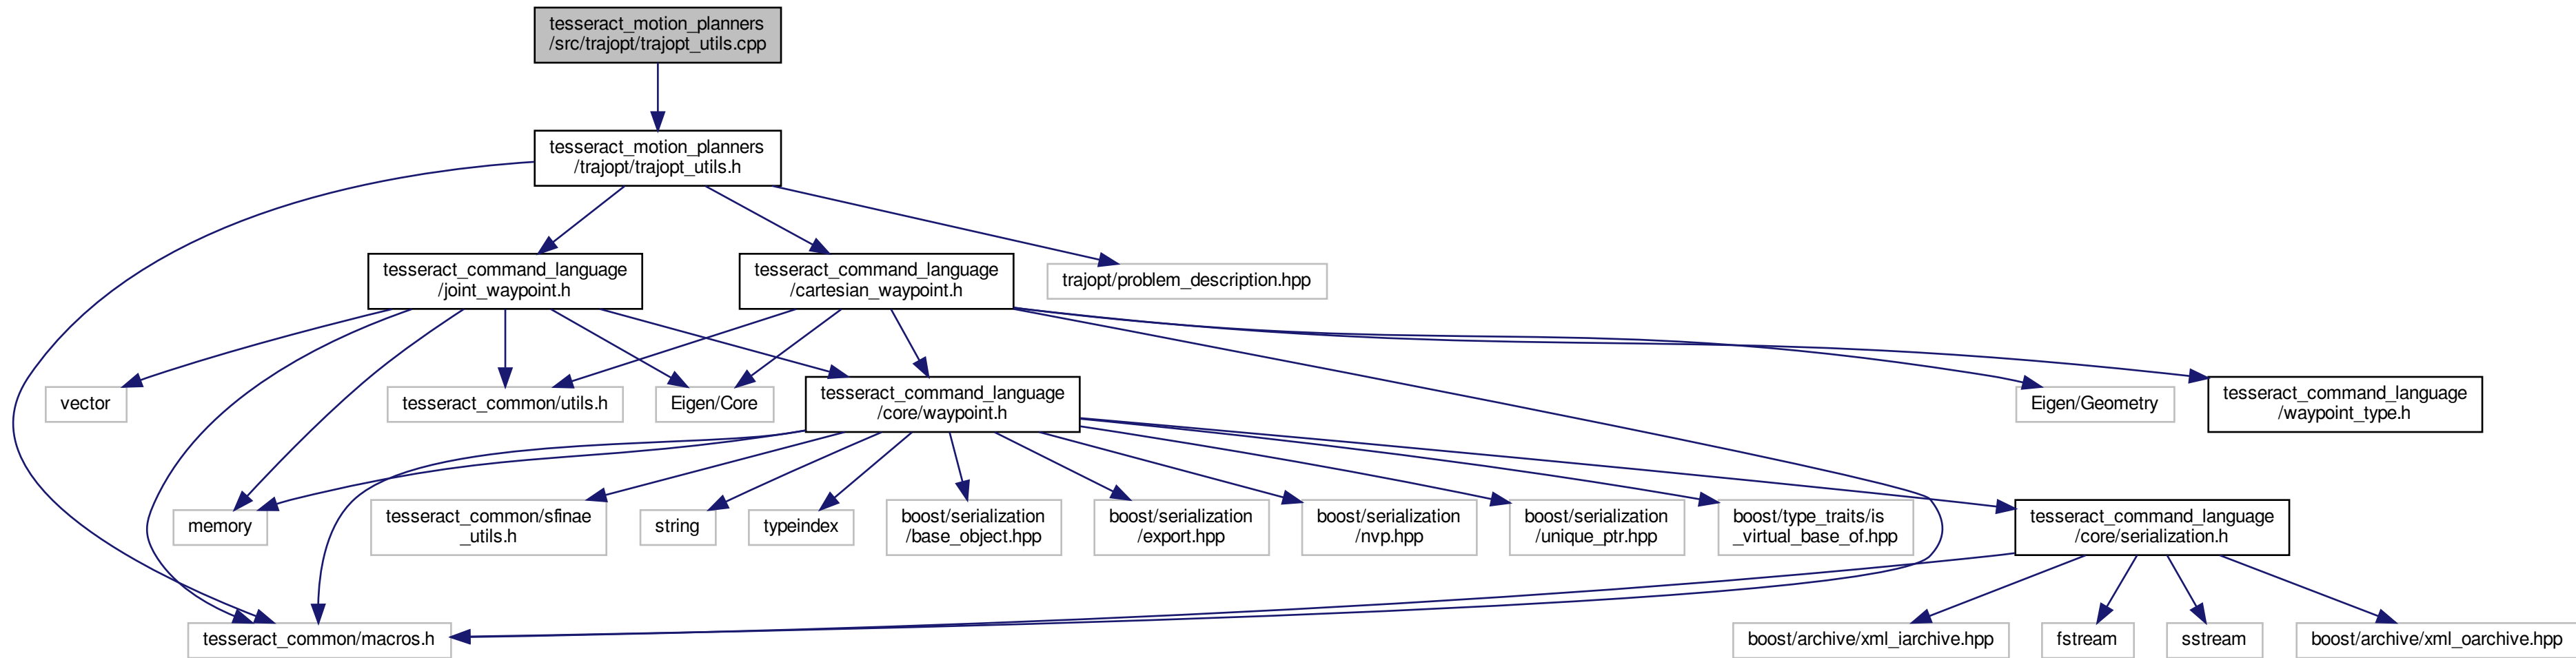 tesseract_motion_planners
/src/trajopt/trajopt_utils.cpp
tesseract_motion_planners
/trajopt/trajopt_utils.h
tesseract_command_language
/joint_waypoint.h
tesseract_command_language
/cartesian_waypoint.h
trajopt/problem_description.hpp
vector
tesseract_common/utils.h
Eigen/Core
tesseract_command_language
/core/waypoint.h
Eigen/Geometry
tesseract_command_language
/waypoint_type.h
memory
tesseract_common/sfinae
_utils.h
string
typeindex
boost/serialization
/base_object.hpp
boost/serialization
/export.hpp
boost/serialization
/nvp.hpp
boost/serialization
/unique_ptr.hpp
boost/type_traits/is
_virtual_base_of.hpp
tesseract_command_language
/core/serialization.h
tesseract_common/macros.h
boost/archive/xml_iarchive.hpp
fstream
sstream
boost/archive/xml_oarchive.hpp